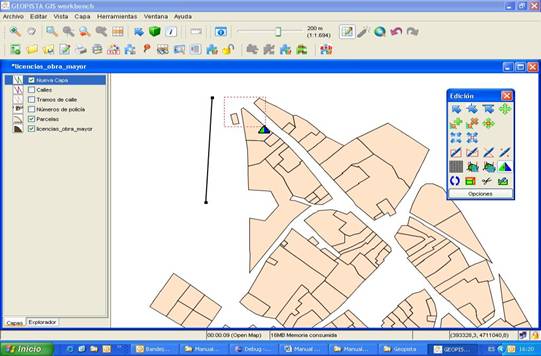 GEOPISTA GIS workbench
Archivo Editar Vista Capa Herramientas Ventana Ayuda
200 m
(1:1.694)
*licencias_obra_mayor
Nueva Capa
Calles
Tramos de calle
Números de policía
Parcelas
licencias_obra_mayor
Edición
Opciones
Capas Explorador
00:00:09 (Open Map) 16MB Memoria consumida (393328,3, 4711040,8)
Inicio Bandej... Manual... Debug -... Manual ... Manual... Geopista GEOPIS... ES 16:20